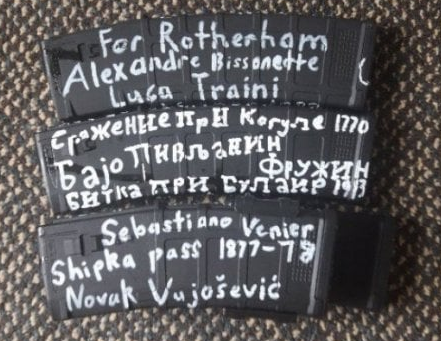 For Rotherham
Alexandre Bissonette
Luca Traini
Сражение при Кагуле 1770
Бајо Пивљанин
Фружин
Битка при Булаир 1913
Sebastiano Venier
Shipka pass 1877-78
Novak Vujošević